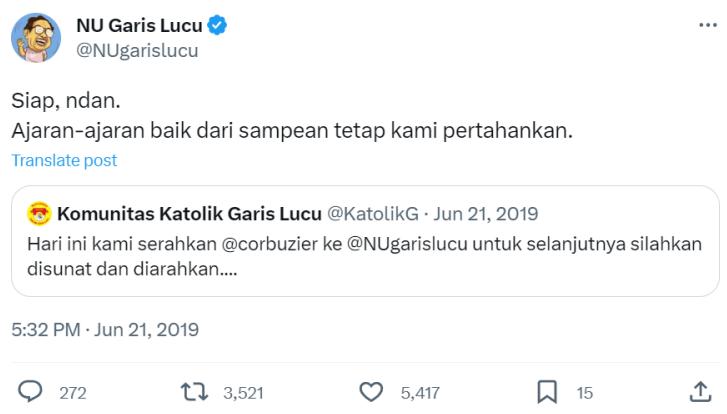 NU Garis Lucu
@NUgarislucu
Siap, ndan.
Ajaran-ajaran baik dari sampean tetap kami pertahankan.
Translate post
Komunitas Katolik Garis Lucu @KatolikG · Jun 21, 2019
Hari ini kami serahkan @corbuzier ke @NUgarislucu untuk selanjutnya silahkan
disunat dan diarahkan....
5:32 PM · Jun 21, 2019
272 3,521 5,417 15